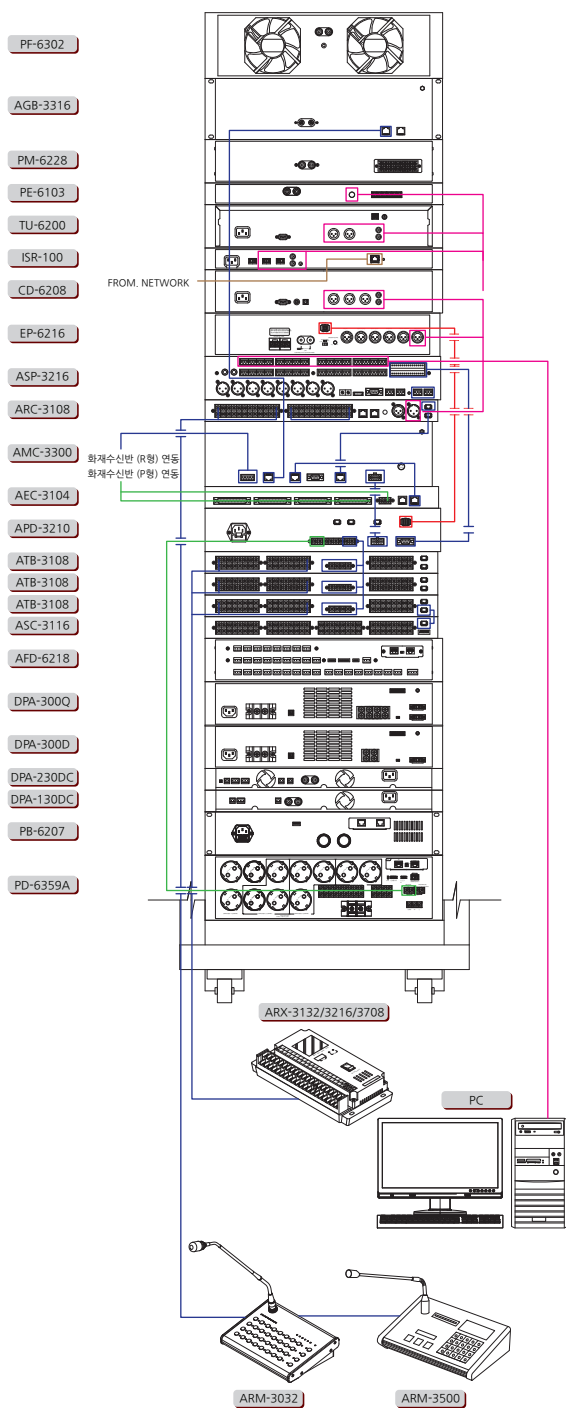 PF-6302
AGB-3316
PM-6228
PE-6103
TU-6200
ISR-100
FROM. NETWORK
CD-6208
EP-6216
ASP-3216
ARC-3108
AMC-3300
화재수신반 (R형) 연동
화재수신반 (P형) 연동
AEC-3104
APD-3210
ATB-3108
ATB-3108
ATB-3108
ASC-3116
AFD-6218
DPA-300Q
DPA-300D
DPA-230DC
DPA-130DC
PB-6207
PD-6359A
ARX-3132/3216/3708
PC
ARM-3032
ARM-3500